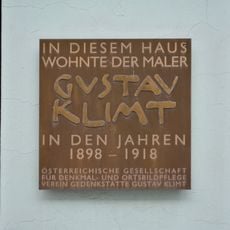 IN DIESEM HAUS
WOHNTE DER MALER
GUSTAV
KLIMT
IN DEN JAHREN
1898 – 1918
ÖSTERREICHISCHE GESELLSCHAFT
FÜR DENKMAL- UND ORTSBILDPFLEGE
VEREIN GEDENKSTÄTTE GUSTAV KLIMT